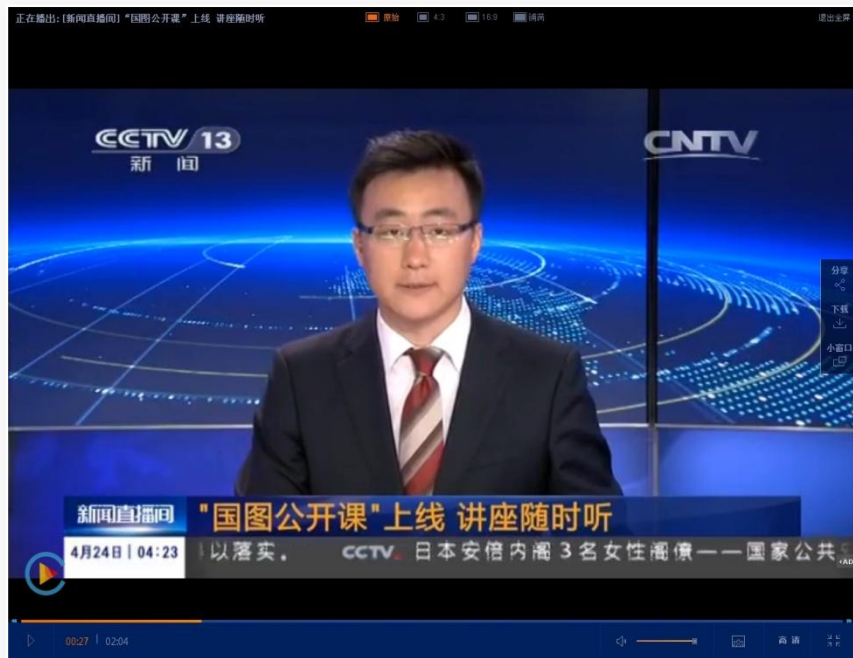 正在播出:[新闻直播间]“国图公开课”上线 讲座随时听
原始
4:3
16:9
铺满
退出全屏
CCTV 13
新闻
CNTV
分享
下载
小窗口
新闻直播间
"国图公开课"上线 讲座随时听
4月24日 | 04:23
以落实。 CCTV 日本安倍内阁3名女性阁僚——国家公共
+AD
00:27 | 02:04
高清